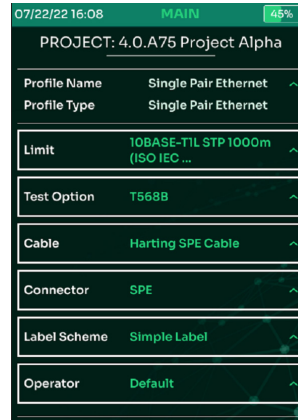 07/22/22 16:08 MAIN 45%
PROJECT: 4.0.A75 Project Alpha
Profile Name Single Pair Ethernet
Profile Type Single Pair Ethernet
Limit 10BASE-T1L STP 1000m
(ISO IEC ...
Test Option T568B
Cable Harting SPE Cable
Connector SPE
Label Scheme Simple Label
Operator Default